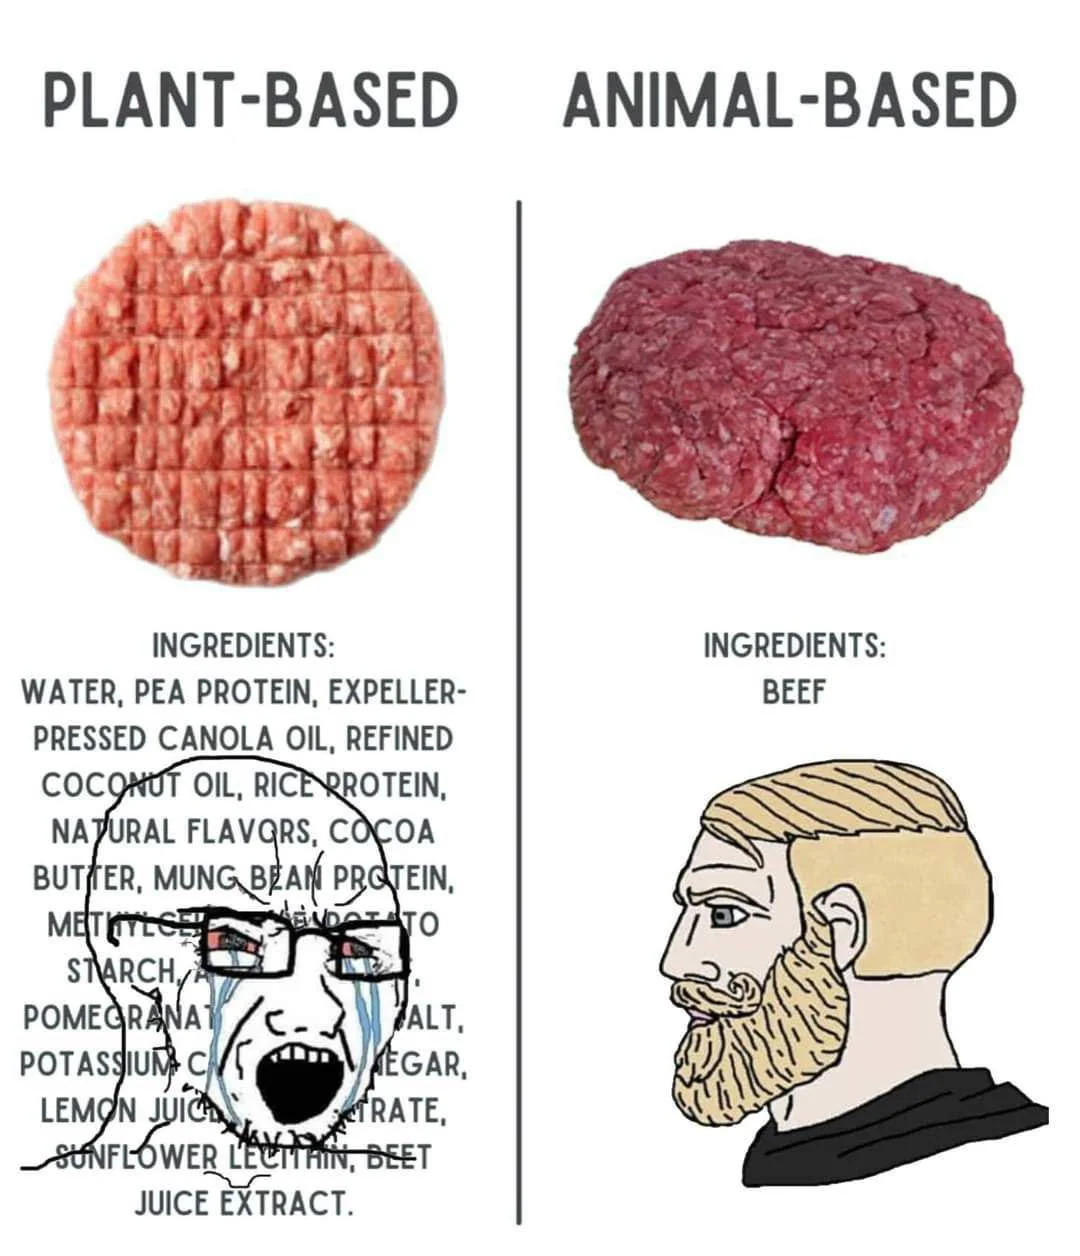 PLANT-BASED
INGREDIENTS:
WATER, PEA PROTEIN, EXPELLER-
PRESSED CANOLA OIL, REFINED
COCONUT OIL, RICE PROTEIN,
NATURAL FLAVORS, COCOA
BUTTER, MUNG BEAN PROTEIN,
POTATO
STARCH,
LEMON
SUNFLOWER LECITHIN, BEET
JUICE EXTRACT.
ANIMAL-BASED
INGREDIENTS:
BEEF